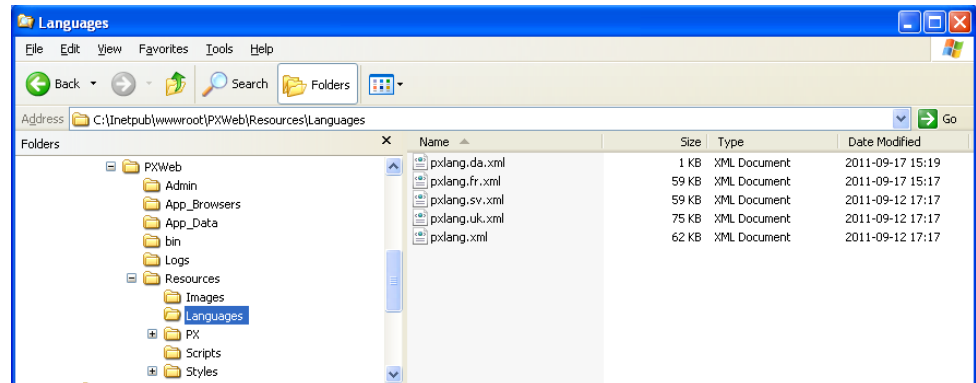 Languages
File Edit View Favorites Tools Help
Back Search Folders
Address C:\Inetpub\wwwroot\PXWeb\Resources\Languages Go
Folders x Name Size Type Date Modified
PXWeb
Admin
App_Browsers
App_Data
bin
Logs
Resources
Images
Languages
PX
Scripts
Styles
pxlang.da.xml 1 KB XML Document 2011-09-17 15:19
pxlang.fr.xml 59 KB XML Document 2011-09-17 15:17
pxlang.sv.xml 59 KB XML Document 2011-09-12 17:17
pxlang.uk.xml 75 KB XML Document 2011-09-12 17:17
pxlang.xml 62 KB XML Document 2011-09-12 17:17